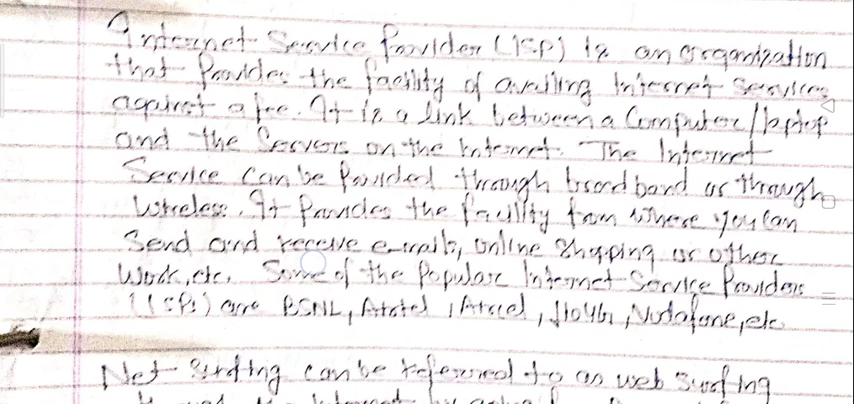 Internet Service Provider (ISP) is an organization
that Provides the facility of availing Internet Services
against a fee. It is a link between a Computer/laptop
and the Servers on the Internet. The Internet
Service Can be Provided through broad band or through
Wireless. It Provides the facility from where you Can
Send and receive e-mails, Online Shopping or other
Work, etc. Some of the Popular Internet Service Providers
(ISPs) are BSNL, Airtel, Vodafone, etc.
Net Surfing can be referred to as web Surfing
Internet